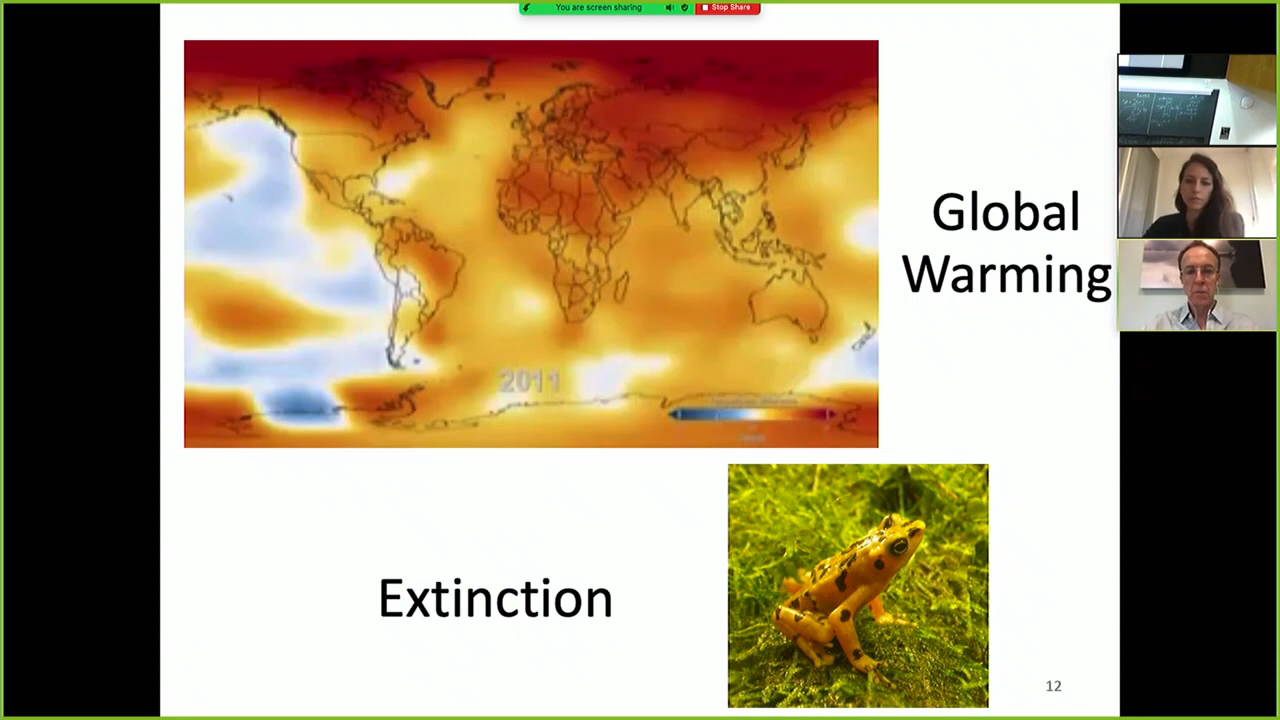 You are screen sharing
Stop Share
Global
Warming
2011
Extinction
12